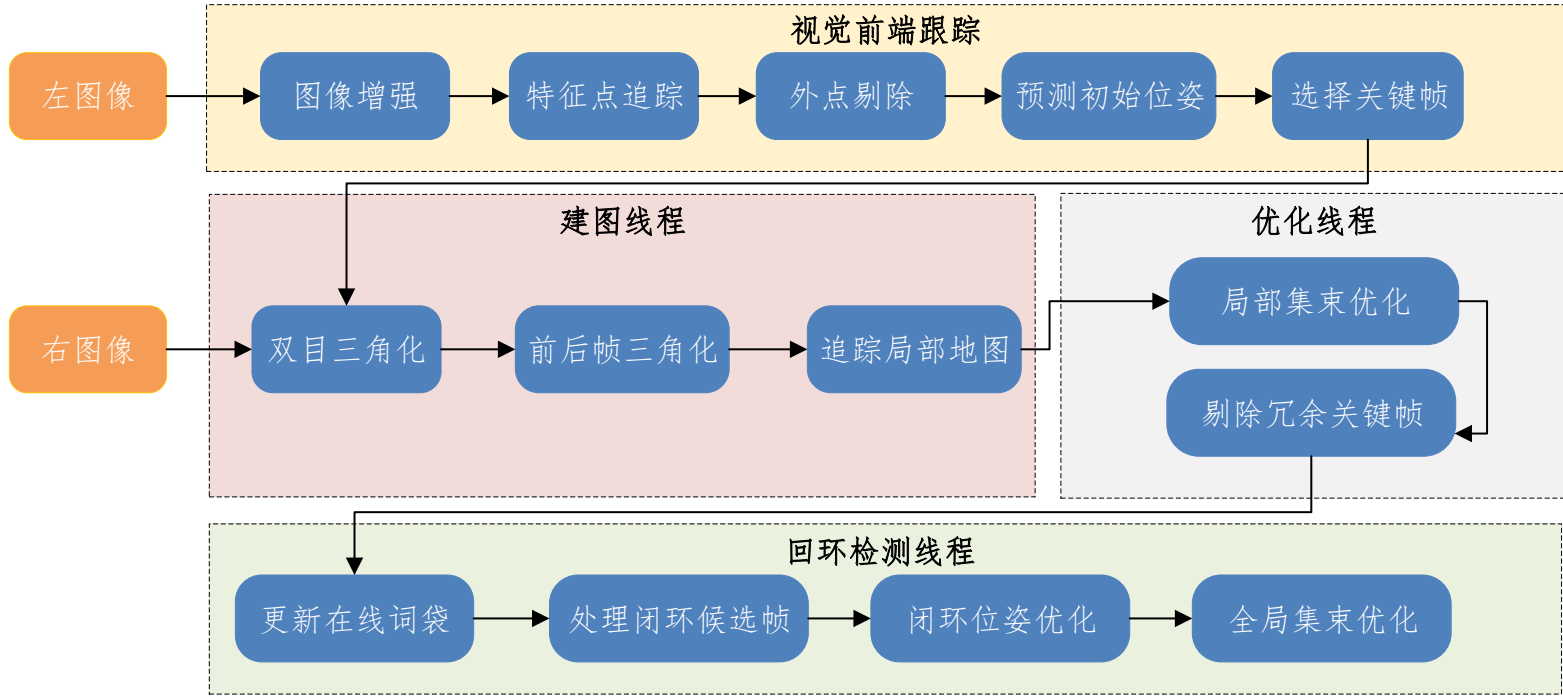 视觉前端跟踪
左图像
图像增强
特征点追踪
外点剔除
预测初始位姿
选择关键帧
建图线程
优化线程
局部集束优化
右图像
双目三角化
前后帧三角化
追踪局部地图
剔除冗余关键帧
回环检测线程
更新在线词袋
处理闭环候选帧
闭环位姿优化
全局集束优化